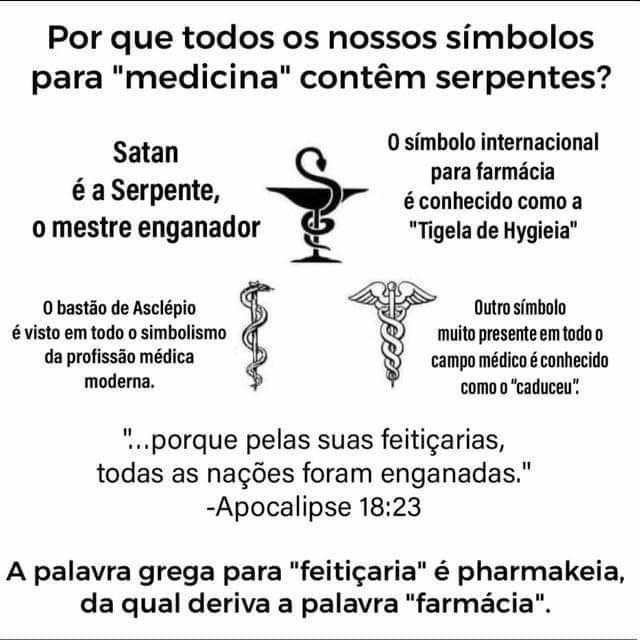 Por que todos os nossos símbolos
para "medicina" contêm serpentes?
Satan
é a Serpente,
o mestre enganador
O símbolo internacional
para farmácia
é conhecido como a
"Tigela de Hygieia"
O bastão de Asclépio
é visto em todo o simbolismo
da profissão médica
moderna.
Outro símbolo
muito presente em todo o
campo médico é conhecido
como o "caduceu".
"...porque pelas suas feitiçarias,
todas as nações foram enganadas."
-Apocalipse 18:23
A palavra grega para "feitiçaria" é pharmakeia,
da qual deriva a palavra "farmácia".